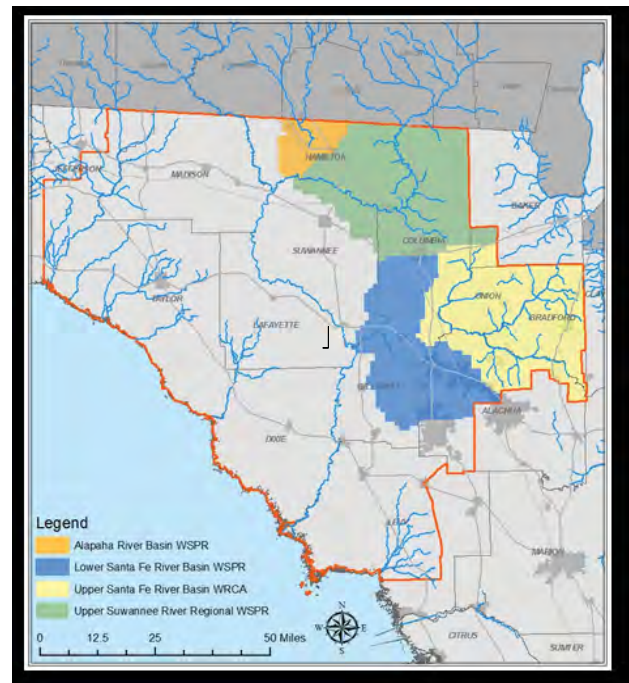 HAMILTON
JEFFERSON
MADISON
BAKER
COLUMBIA
SUWANNEE
UNION
TAYLOR
BRADFORD
LAFAYETTE
GILCHRIST
ALACHUA
DIXIE
LEVY
MARION
CITRUS
SUMTER
Legend
Alapaha River Basin WSPR
Lower Santa Fe River Basin WSPR
Upper Santa Fe River Basin WRCA
Upper Suwannee River Regional WSPR
0 12.5 25 50 Miles
N
W E
S